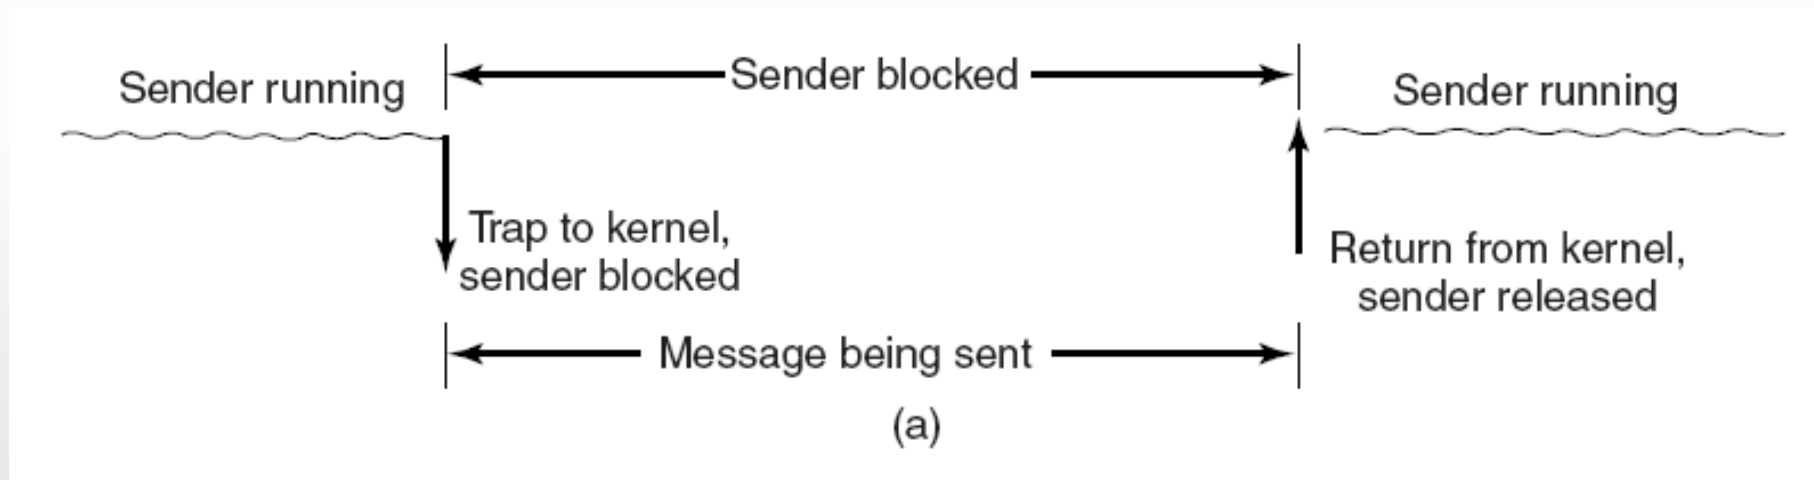 Sender running
Sender blocked
Sender running
Trap to kernel,
sender blocked
Return from kernel,
sender released
Message being sent
(a)